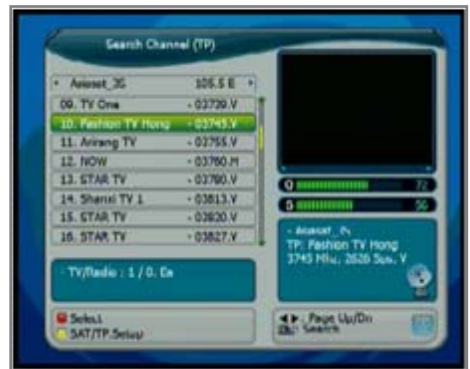 Search Channel (TP)
Asiasat_3S 105.5 E
09. TV One - 03729.V
10. Fashion TV Hong - 03745.V
11. Arirang TV - 03755.V
12. NOW - 03760.H
13. STAR TV - 03780.V
14. Shanxi TV 1 - 03813.V
15. STAR TV - 03820.V
16. STAR TV - 03827.V
Q 72
S 56
TP: Fashion TV Hong
3745 Mhz, V
- TV/Radio : 1 / 0. Ea
Select
SAT/TP.Setup
Page Up/Dn
Search